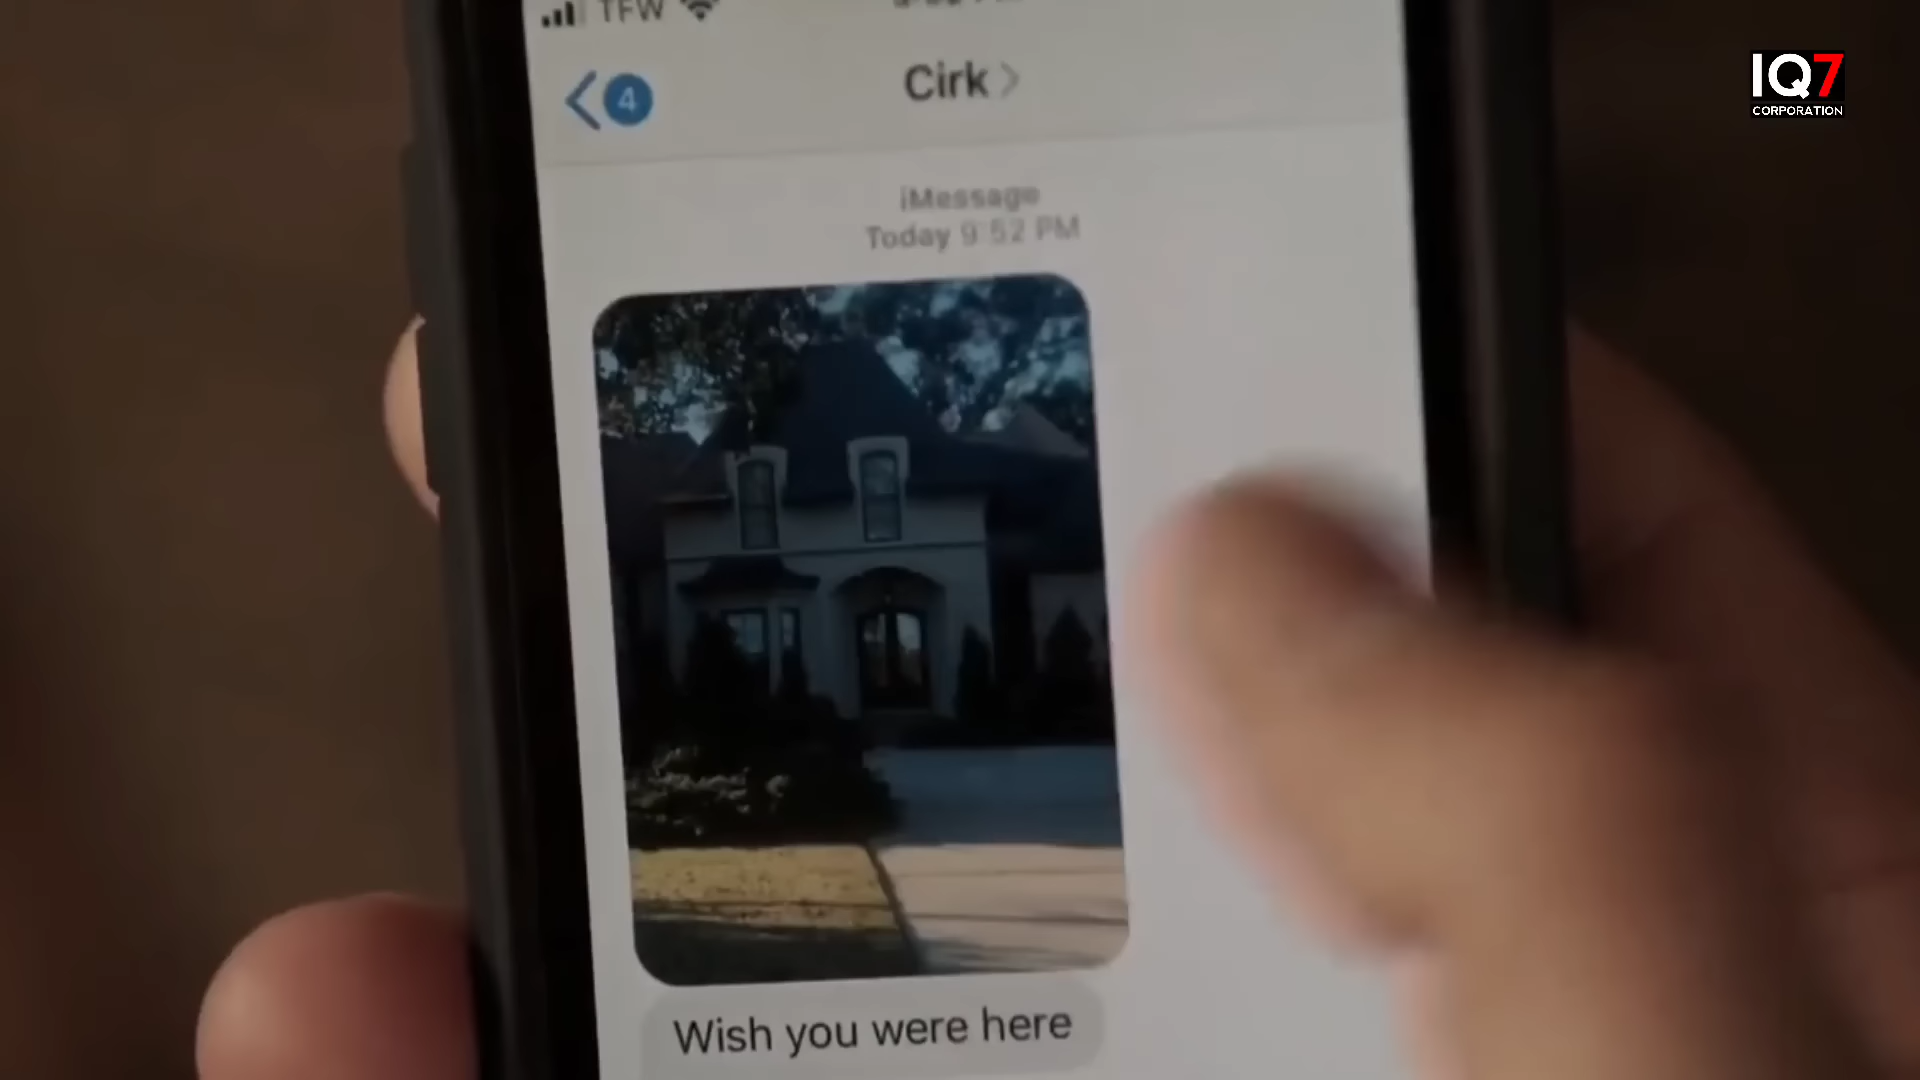 TFW
4
Cirk
iMessage
Today 9:52 PM
Wish you were here
IQ7
CORPORATION